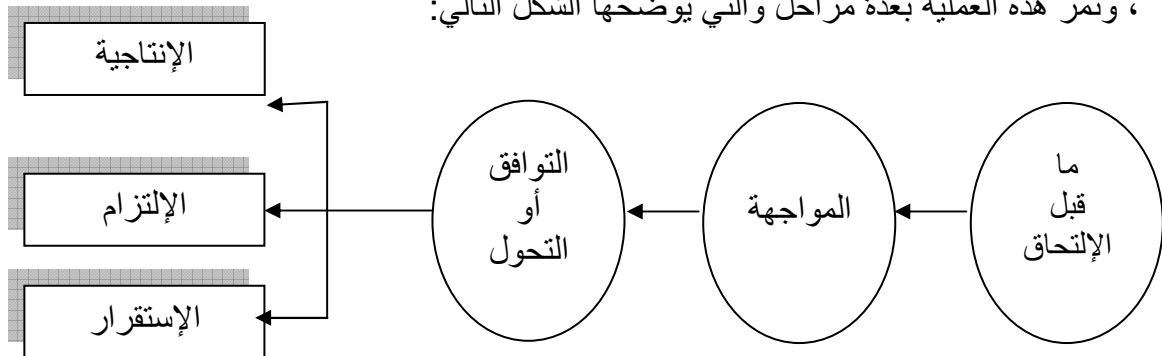 ، وتمر هذه العملية بعدة مراحل والتي يوضحها الشكل التالي:
ما
قبل
الإلتحاق
المواجهة
التوافق
أو
التحول
الإنتاجية
الإلتزام
الإستقرار